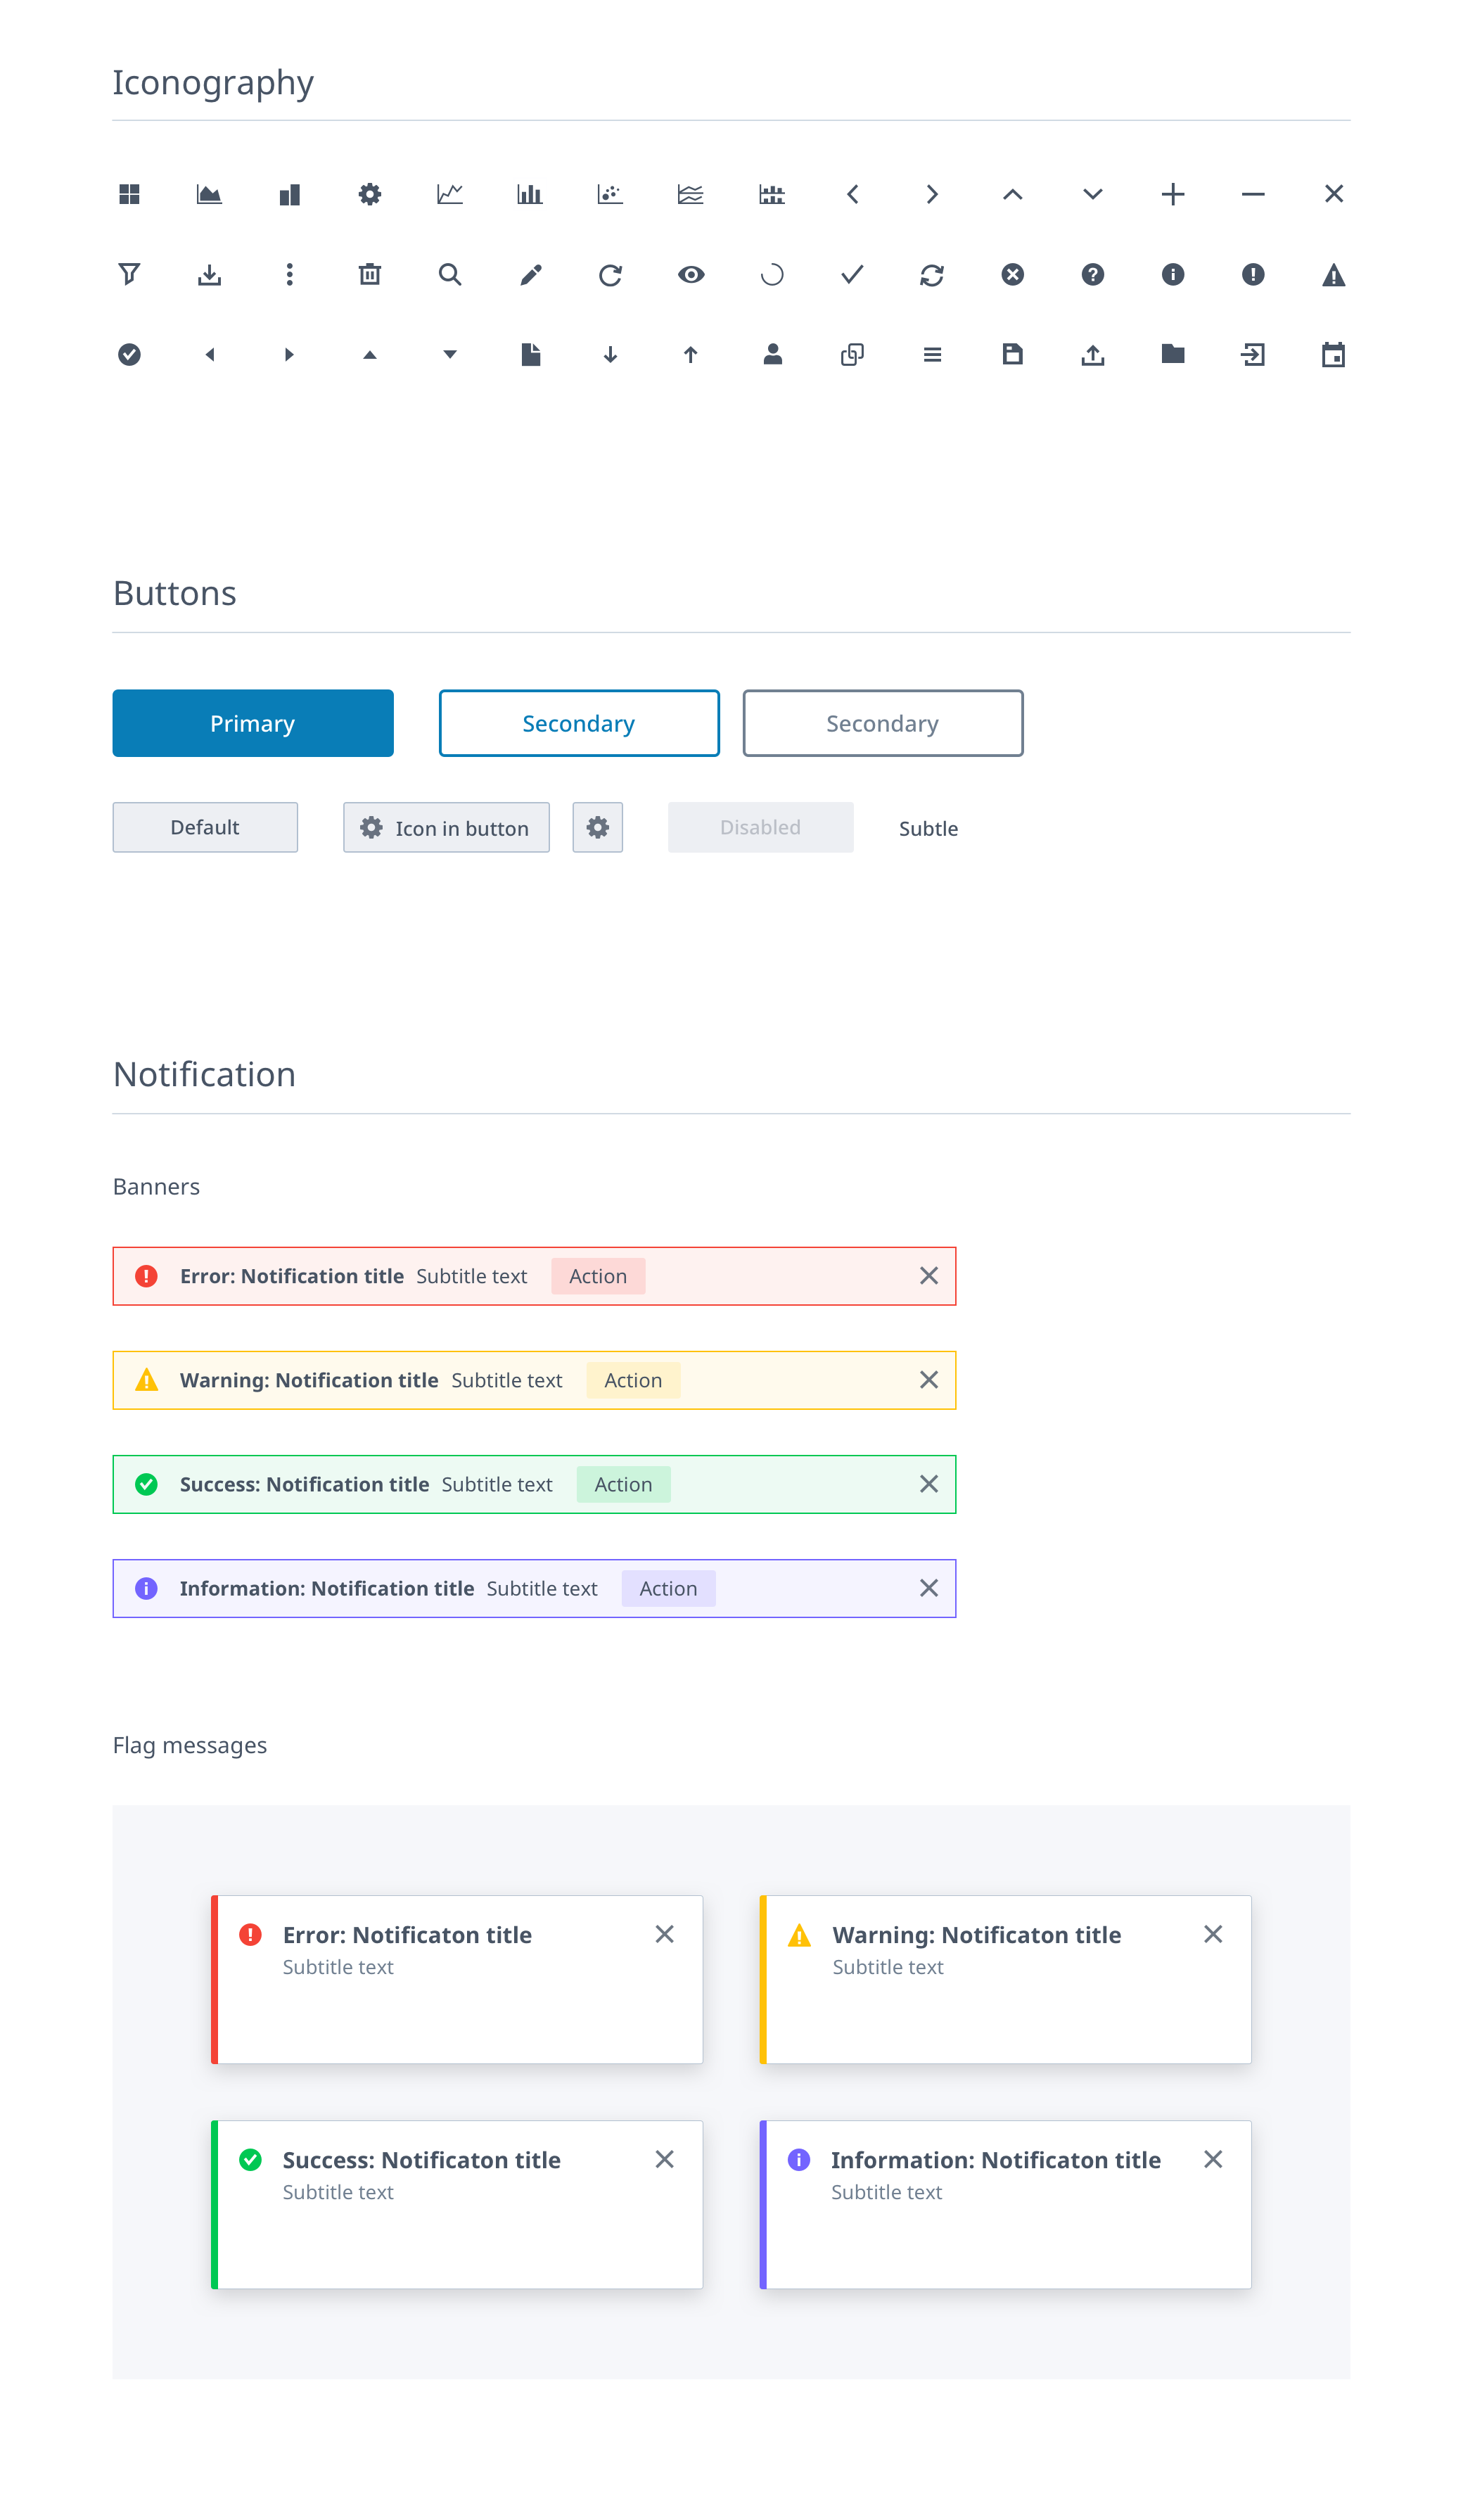 Iconography
Buttons
Primary
Secondary
Secondary
Default
Icon in button
Disabled
Subtle
Notification
Banners
Error: Notification title Subtitle text Action
Warning: Notification title Subtitle text Action
Success: Notification title Subtitle text Action
Information: Notification title Subtitle text Action
Flag messages
Error: Notificaton title
Subtitle text
Warning: Notificaton title
Subtitle text
Success: Notificaton title
Subtitle text
Information: Notificaton title
Subtitle text